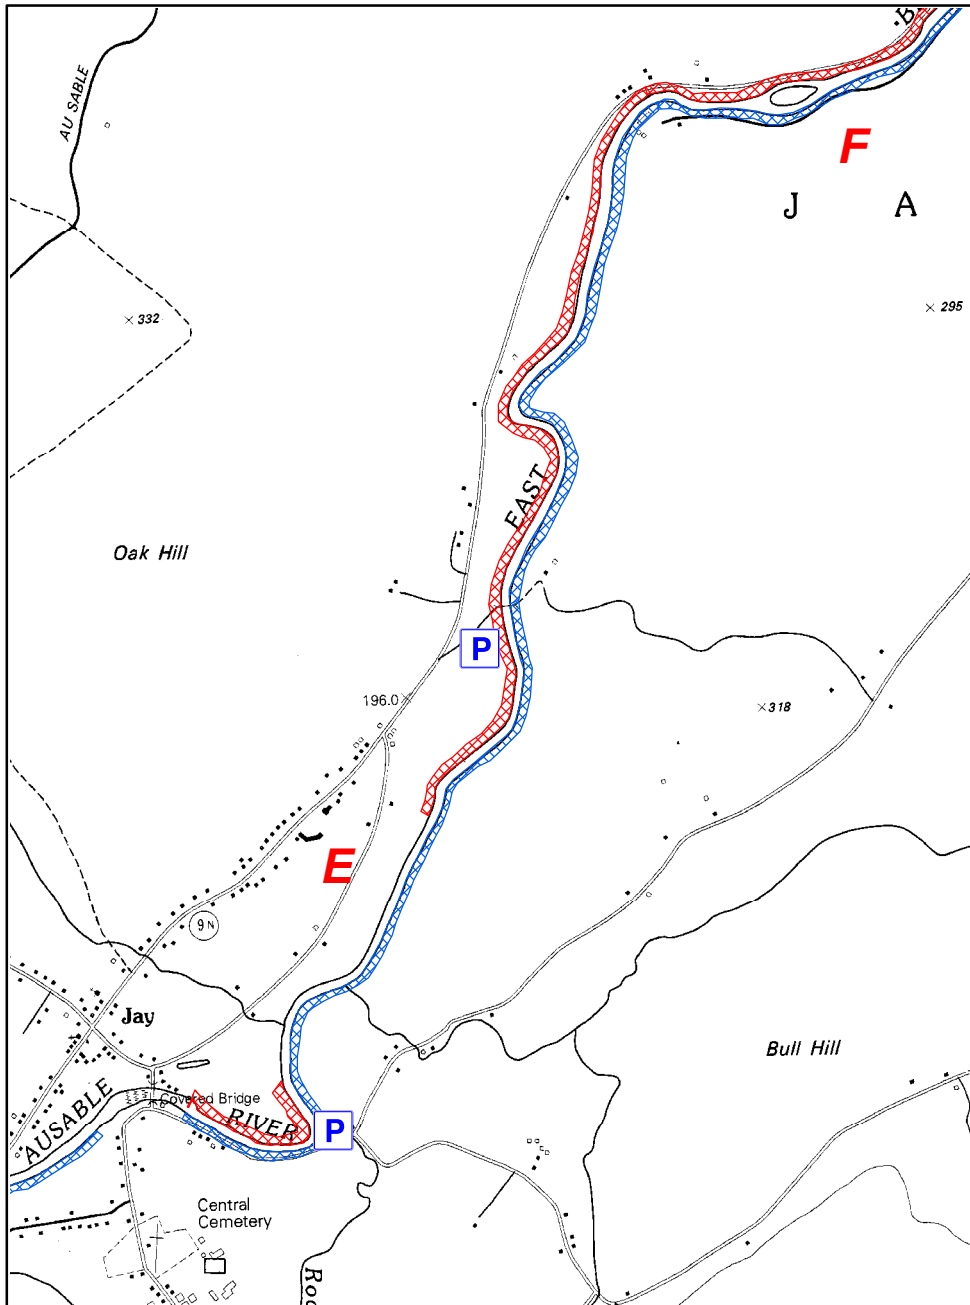 B
AU SABLE
F
J A
295
332
EAST
Oak Hill
P
196.0
318
E
9N
Jay
Bull Hill
Covered Bridge
AUSABLE
RIVER
P
Central
Cemetery
Roc